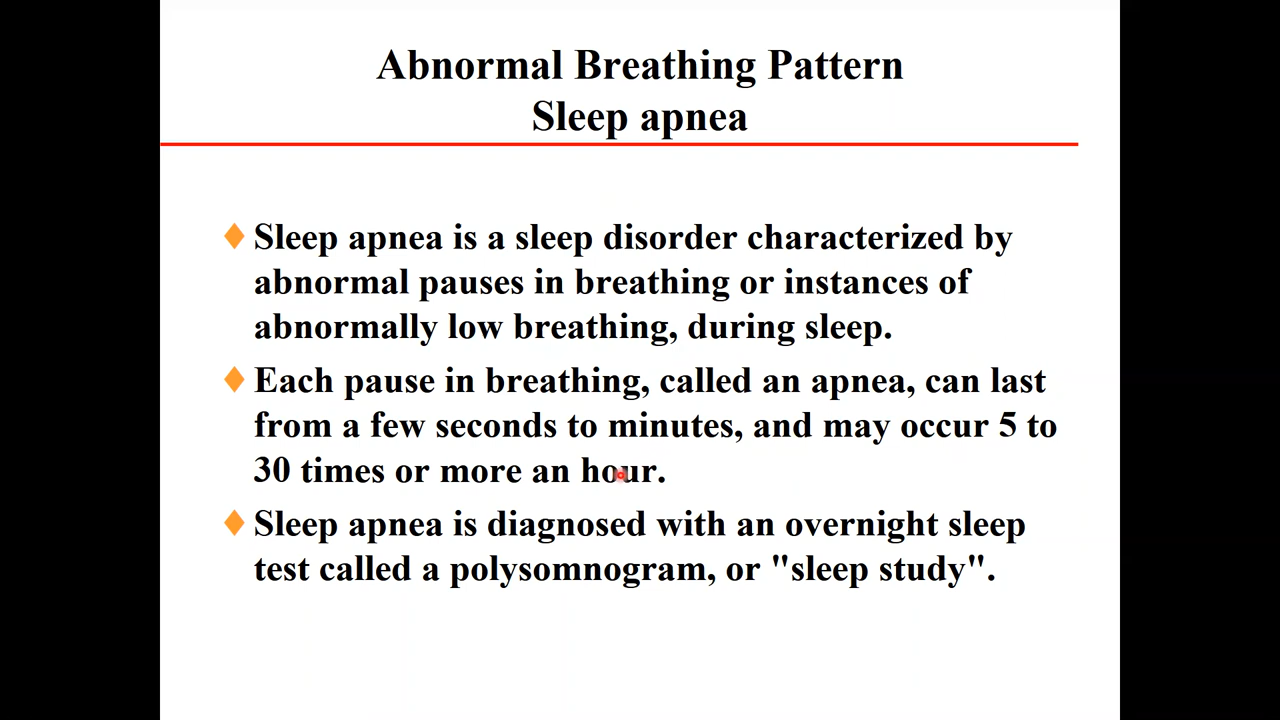 Abnormal Breathing Pattern
Sleep apnea
Sleep apnea is a sleep disorder characterized by
abnormal pauses in breathing or instances of
abnormally low breathing, during sleep.
Each pause in breathing, called an apnea, can last
from a few seconds to minutes, and may occur 5 to
30 times or more an hour.
Sleep apnea is diagnosed with an overnight sleep
test called a polysomnogram, or "sleep study".